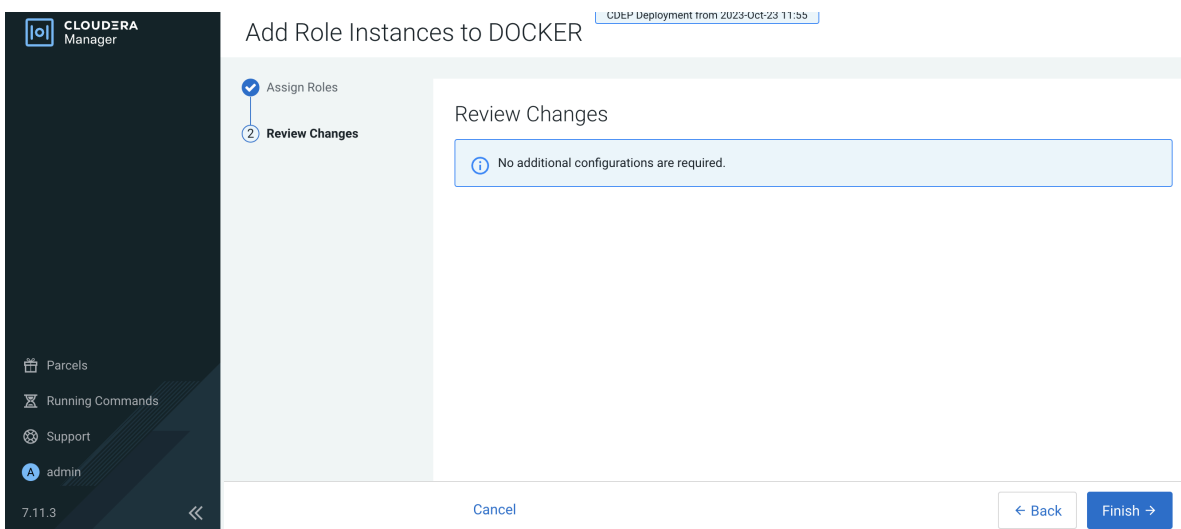 CLOUDERA
Manager
Add Role Instances to DOCKER
CDEP Deployment from 2023-Oct-23 11:55
Assign Roles
2 Review Changes
Review Changes
No additional configurations are required.
Parcels
Running Commands
Support
A admin
7.11.3
Cancel
← Back
Finish →